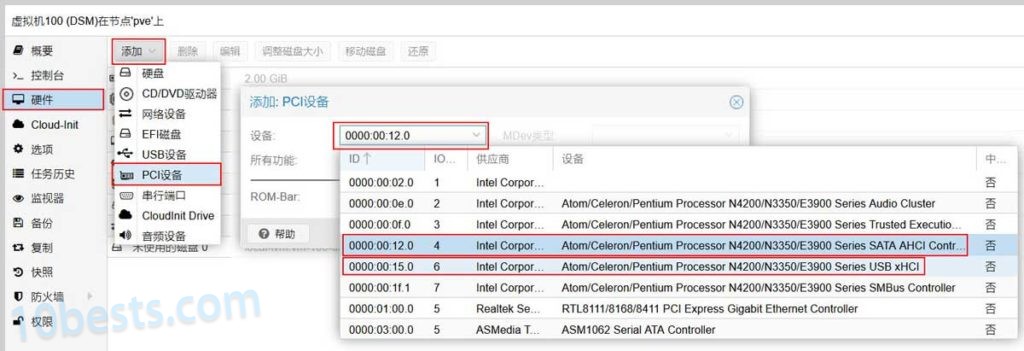 虚拟机100 (DSM)在节点'pve'上
概要
控制台
硬件
Cloud-Init
选项
任务历史
监视器
备份
复制
快照
防火墙
权限
添加 删除 编辑 调整磁盘大小 移动磁盘 还原
2.00 GiB
硬盘
CD/DVD驱动器
网络设备
EFI磁盘
USB设备
PCI设备
串行端口
CloudInit Drive
音频设备
未使用的磁盘 0
添加: PCI设备
设备: 0000:00:12.0 MDev类型
所有功能:
ROM-Bar:
帮助
ID IO... 供应商 设备 中...
0000:00:02.0 1 Intel Corpor... 否
0000:00:0e.0 2 Intel Corpor... Atom/Celeron/Pentium Processor N4200/N3350/E3900 Series Audio Cluster 否
0000:00:0f.0 3 Intel Corpor... Atom/Celeron/Pentium Processor N4200/N3350/E3900 Series Trusted Executio... 否
0000:00:12.0 4 Intel Corpor... Atom/Celeron/Pentium Processor N4200/N3350/E3900 Series SATA AHCI Contr... 否
0000:00:15.0 6 Intel Corpor... Atom/Celeron/Pentium Processor N4200/N3350/E3900 Series USB xHCI 否
0000:00:1f.1 7 Intel Corpor... Atom/Celeron/Pentium Processor N4200/N3350/E3900 Series SMBus Controller 否
0000:01:00.0 5 Realtek Se... RTL8111/8168/8411 PCI Express Gigabit Ethernet Controller 否
0000:03:00.0 5 ASMedia T... ASM1062 Serial ATA Controller 否
10bests.com